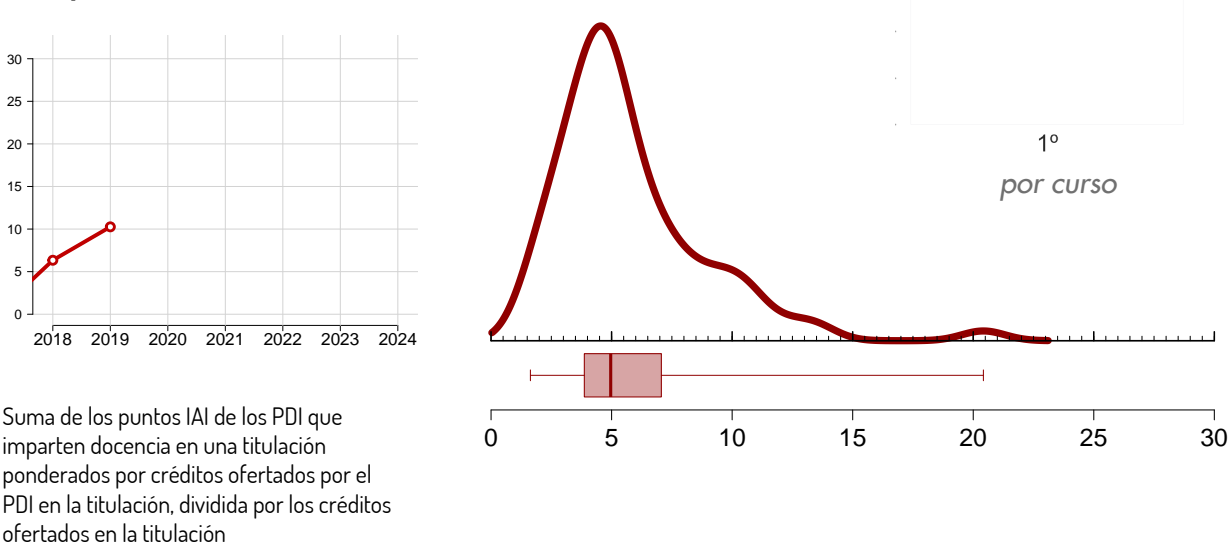 30
25
20
15
10
5
0
2018 2019 2020 2021 2022 2023 2024
Suma de los puntos IAI de los PDI que
imparten docencia en una titulación
ponderados por créditos ofertados por el
PDI en la titulación, dividida por los créditos
ofertados en la titulación
1º
por curso
0 5 10 15 20 25 30